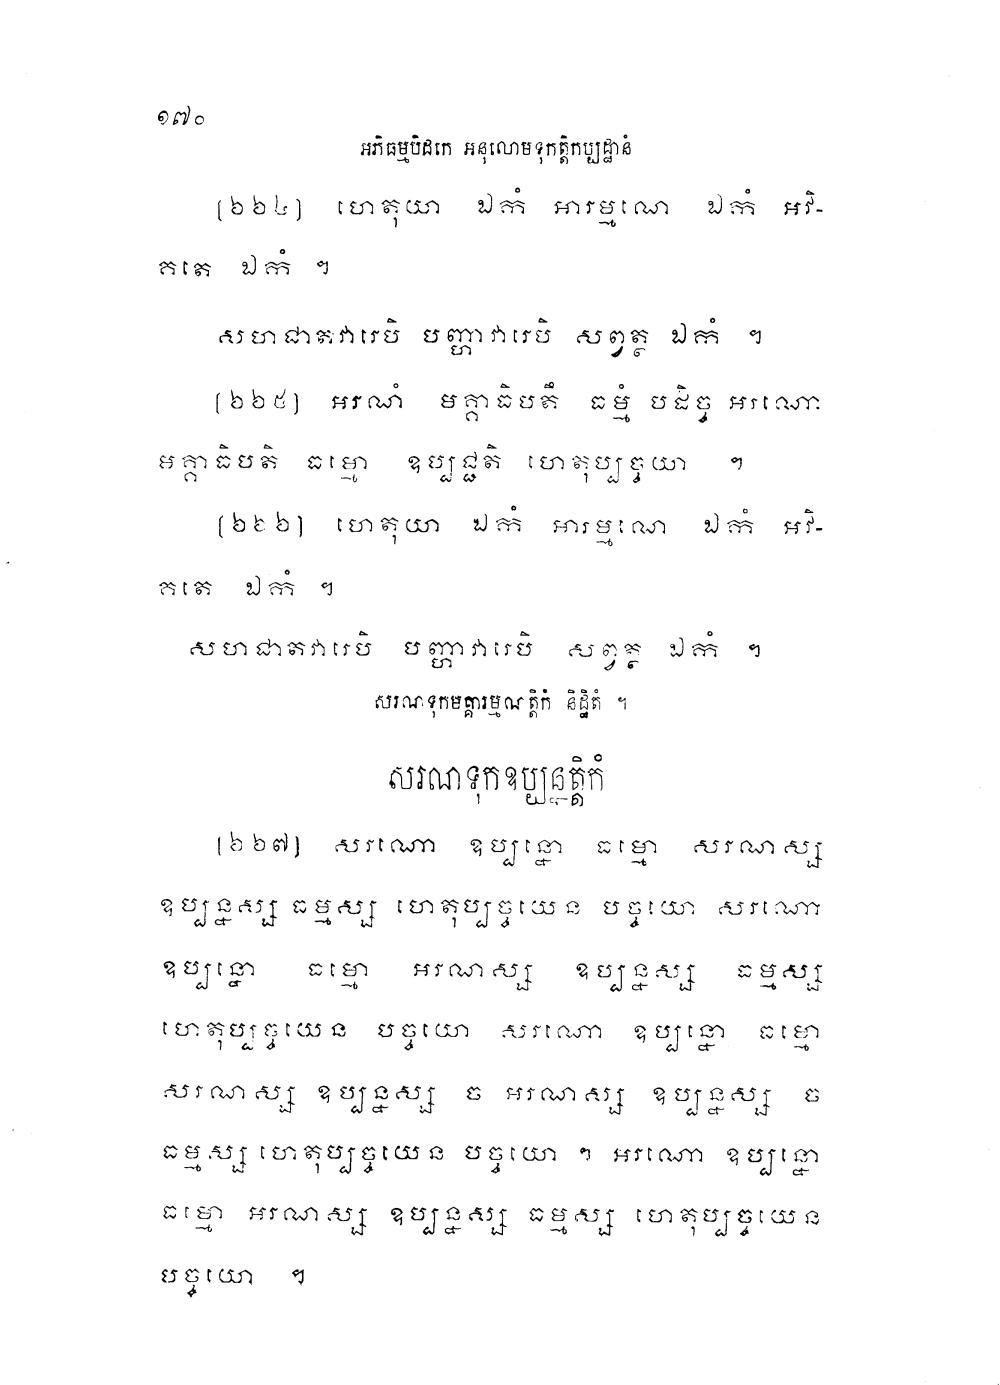 ១៧០
អភិធម្មបិដកេ អនុលោមទុកត្តិកប្បដ្ឋានំ
[៦៦៤] ហេតុយា ឯកំ អារម្មណេ ឯកំ អវិ-
គតេ ឯកំ ។
សហជាតវារេបិ បញ្ហាវារេបិ សព្វត្ថ ឯកំ ។
[៦៦៥] អរណំ មគ្គាធិបតឹ ធម្មំ បដិច្ច អរណោ
មគ្គាធិបតិ ធម្មោ ឧប្បជ្ជតិ ហេតុប្បច្ចយា ។
[៦៦៦] ហេតុយា ឯកំ អារម្មណេ ឯកំ អវិ-
គតេ ឯកំ ។
សហជាតវារេបិ បញ្ហាវារេបិ សព្វត្ថ ឯកំ ។
សរណទុកមគ្គារម្មណត្តិកំ និដ្ឋិតំ ។
សរណទុកឧប្បន្នត្តិកំ
[៦៦៧] សរណោ ឧប្បន្នោ ធម្មោ សរណស្ស
ឧប្បន្នស្ស ធម្មស្ស ហេតុប្បច្ចយេន បច្ចយោ សរណោ
ឧប្បន្នោ ធម្មោ អរណស្ស ឧប្បន្នស្ស ធម្មស្ស
ហេតុប្បច្ចយេន បច្ចយោ សរណោ ឧប្បន្នោ ធម្មោ
សរណស្ស ឧប្បន្នស្ស ច អរណស្ស ឧប្បន្នស្ស ច
ធម្មស្ស ហេតុប្បច្ចយេន បច្ចយោ ។ អរណោ ឧប្បន្នោ
ធម្មោ អរណស្ស ឧប្បន្នស្ស ធម្មស្ស ហេតុប្បច្ចយេន
បច្ចយោ ។